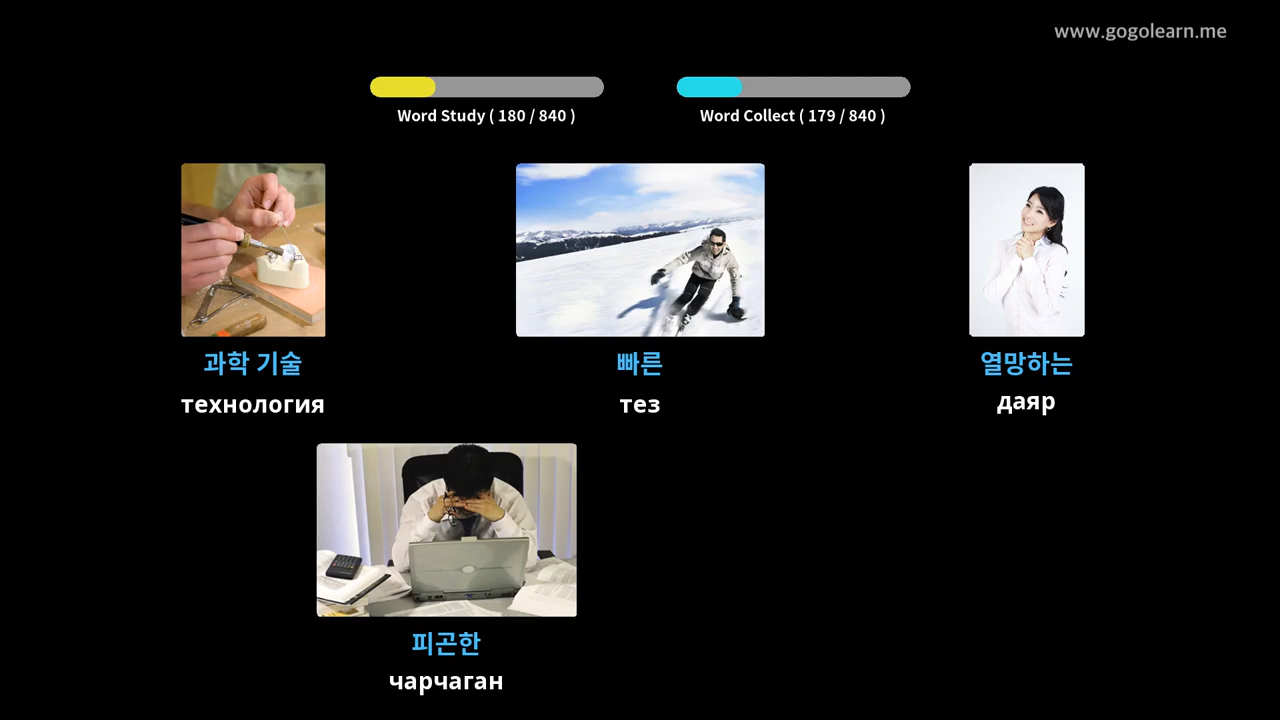 www.gogolearn.me
Word Study ( 180 / 840 )
Word Collect ( 179 / 840 )
과학 기술
технология
빠른
тез
열망하는
даяр
피곤한
чарчаган